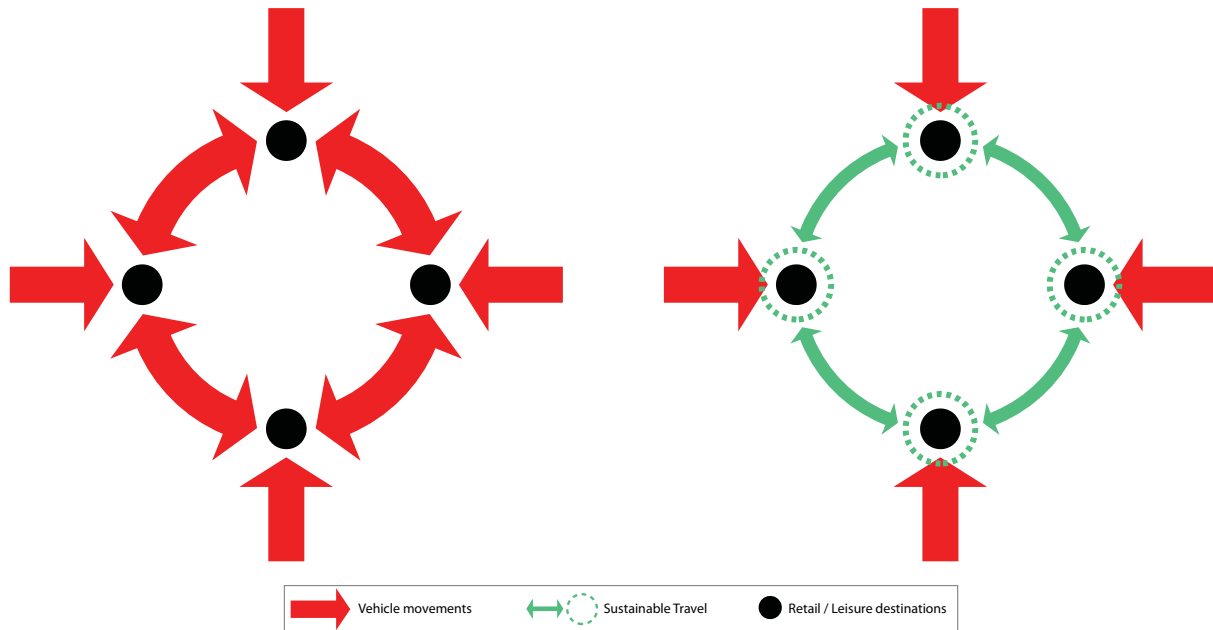 Vehicle movements
Sustainable Travel
Retail / Leisure destinations